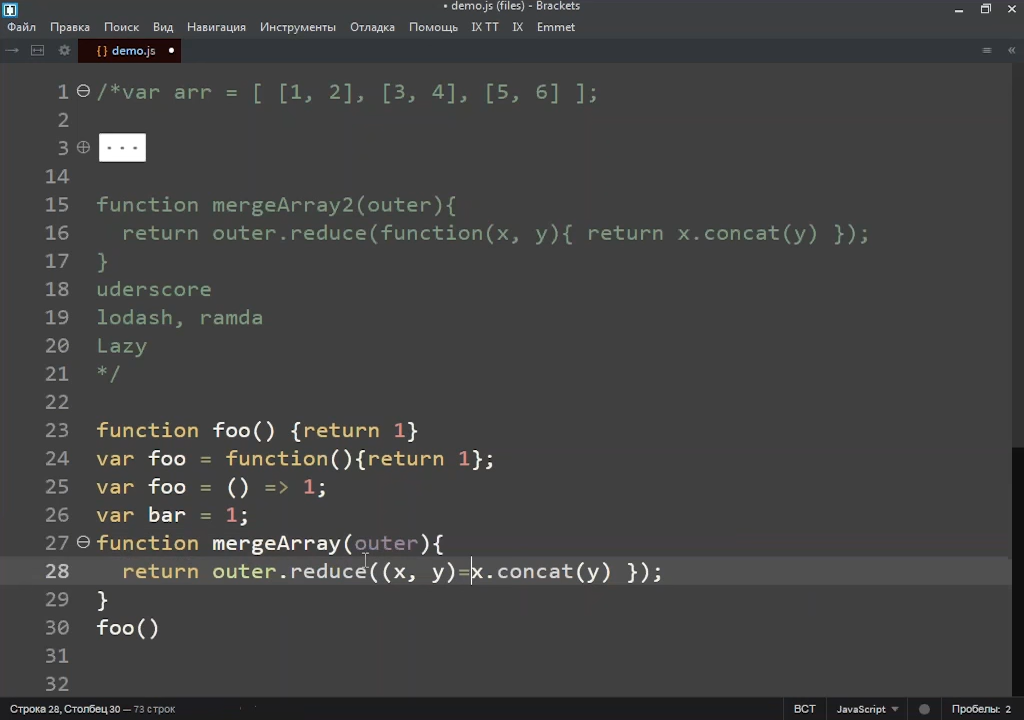 • demo.js (files) - Brackets
Файл Правка Поиск Вид Навигация Инструменты Отладка Помощь IX TT IX Emmet
{} demo.js •
1 /*var arr = [ [1, 2], [3, 4], [5, 6] ];
2
3 ...
14
15 function mergeArray2(outer){
16 return outer.reduce(function(x, y){ return x.concat(y) });
17 }
18 uderscore
19 lodash, ramda
20 Lazy
21 */
22
23 function foo() {return 1}
24 var foo = function(){return 1};
25 var foo = () => 1;
26 var bar = 1;
27 function mergeArray(outer){
28 return outer.reduce((x, y)=x.concat(y) });
29 }
30 foo()
31
32
Строка 28, Столбец 30 — 73 строк ВСТ JavaScript Пробелы: 2